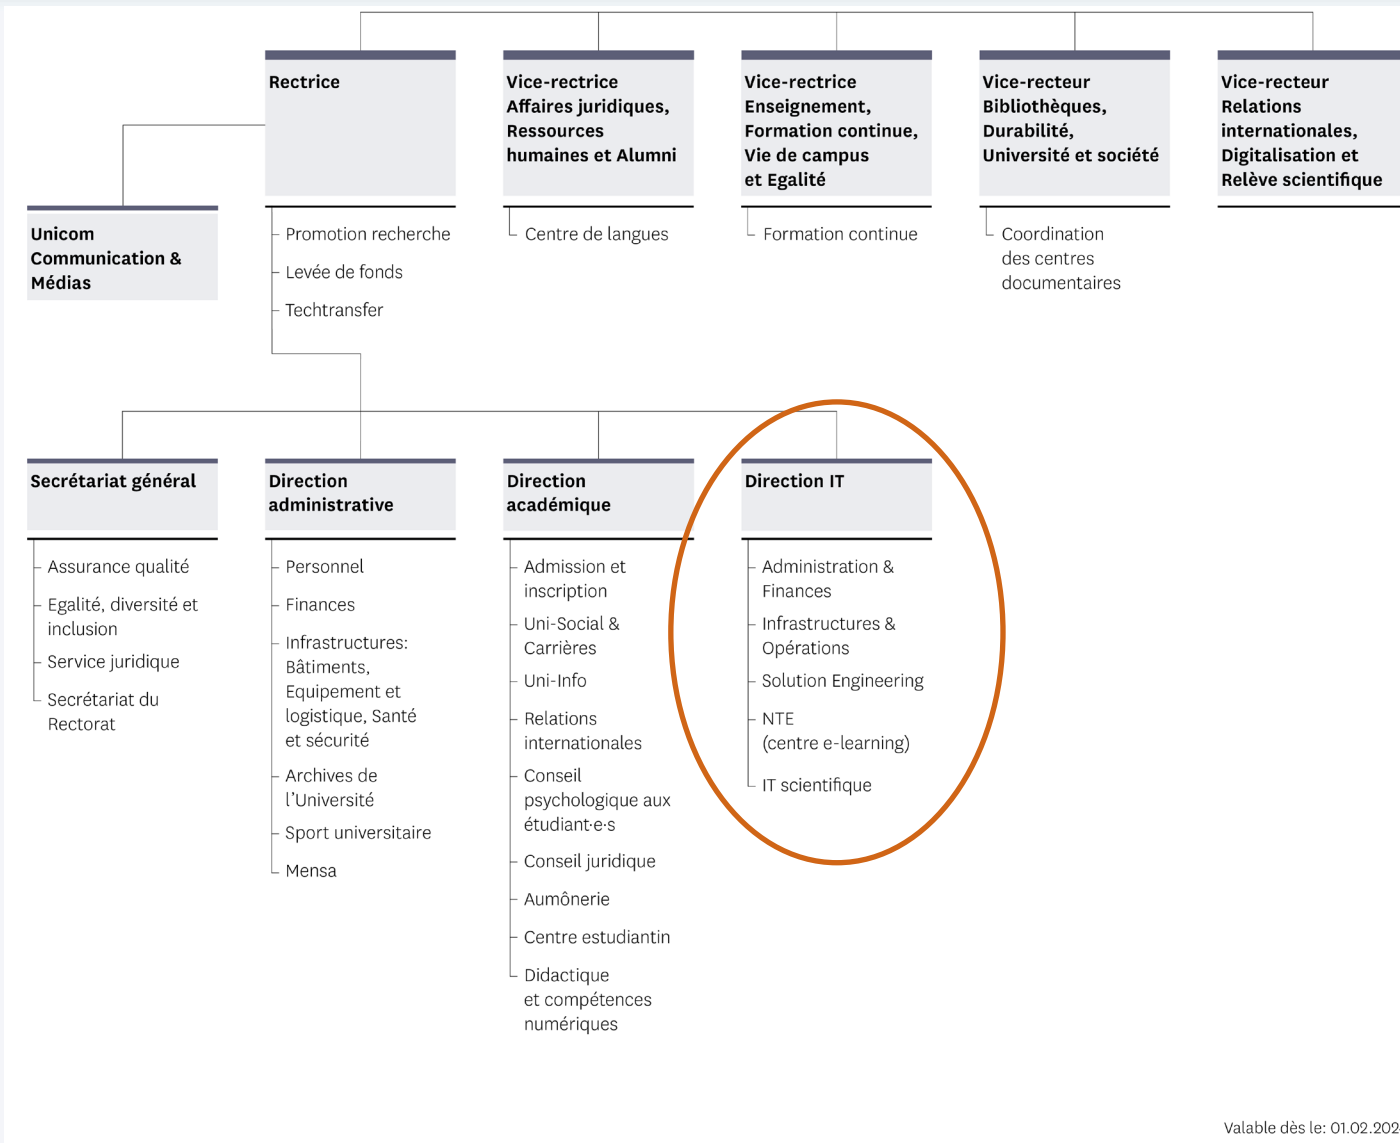 Rectrice
Vice-rectrice
Affaires juridiques,
Ressources
humaines et Alumni
Vice-rectrice
Enseignement,
Formation continue,
Vie de campus
et Egalité
Vice-recteur
Bibliothèques,
Durabilité,
Université et société
Vice-recteur
Relations
internationales,
Digitalisation et
Relève scientifique
Unicom
Communication &
Médias
Promotion recherche
Levée de fonds
Techtransfer
Centre de langues
Formation continue
Coordination
des centres
documentaires
Secrétariat général
Assurance qualité
Egalité, diversité et
inclusion
Service juridique
Secrétariat du
Rectorat
Direction
administrative
Personnel
Finances
Infrastructures:
Bâtiments,
Equipement et
logistique, Santé
et sécurité
Archives de
l'Université
Sport universitaire
Mensa
Direction
académique
Admission et
inscription
Uni-Social &
Carrières
Uni-Info
Relations
internationales
Conseil
psychologique aux
étudiant·e·s
Conseil juridique
Aumônerie
Centre estudiantin
Didactique
et compétences
numériques
Direction IT
Administration &
Finances
Infrastructures &
Opérations
Solution Engineering
NTE
(centre e-learning)
IT scientifique
Valable dès le: 01.02.202